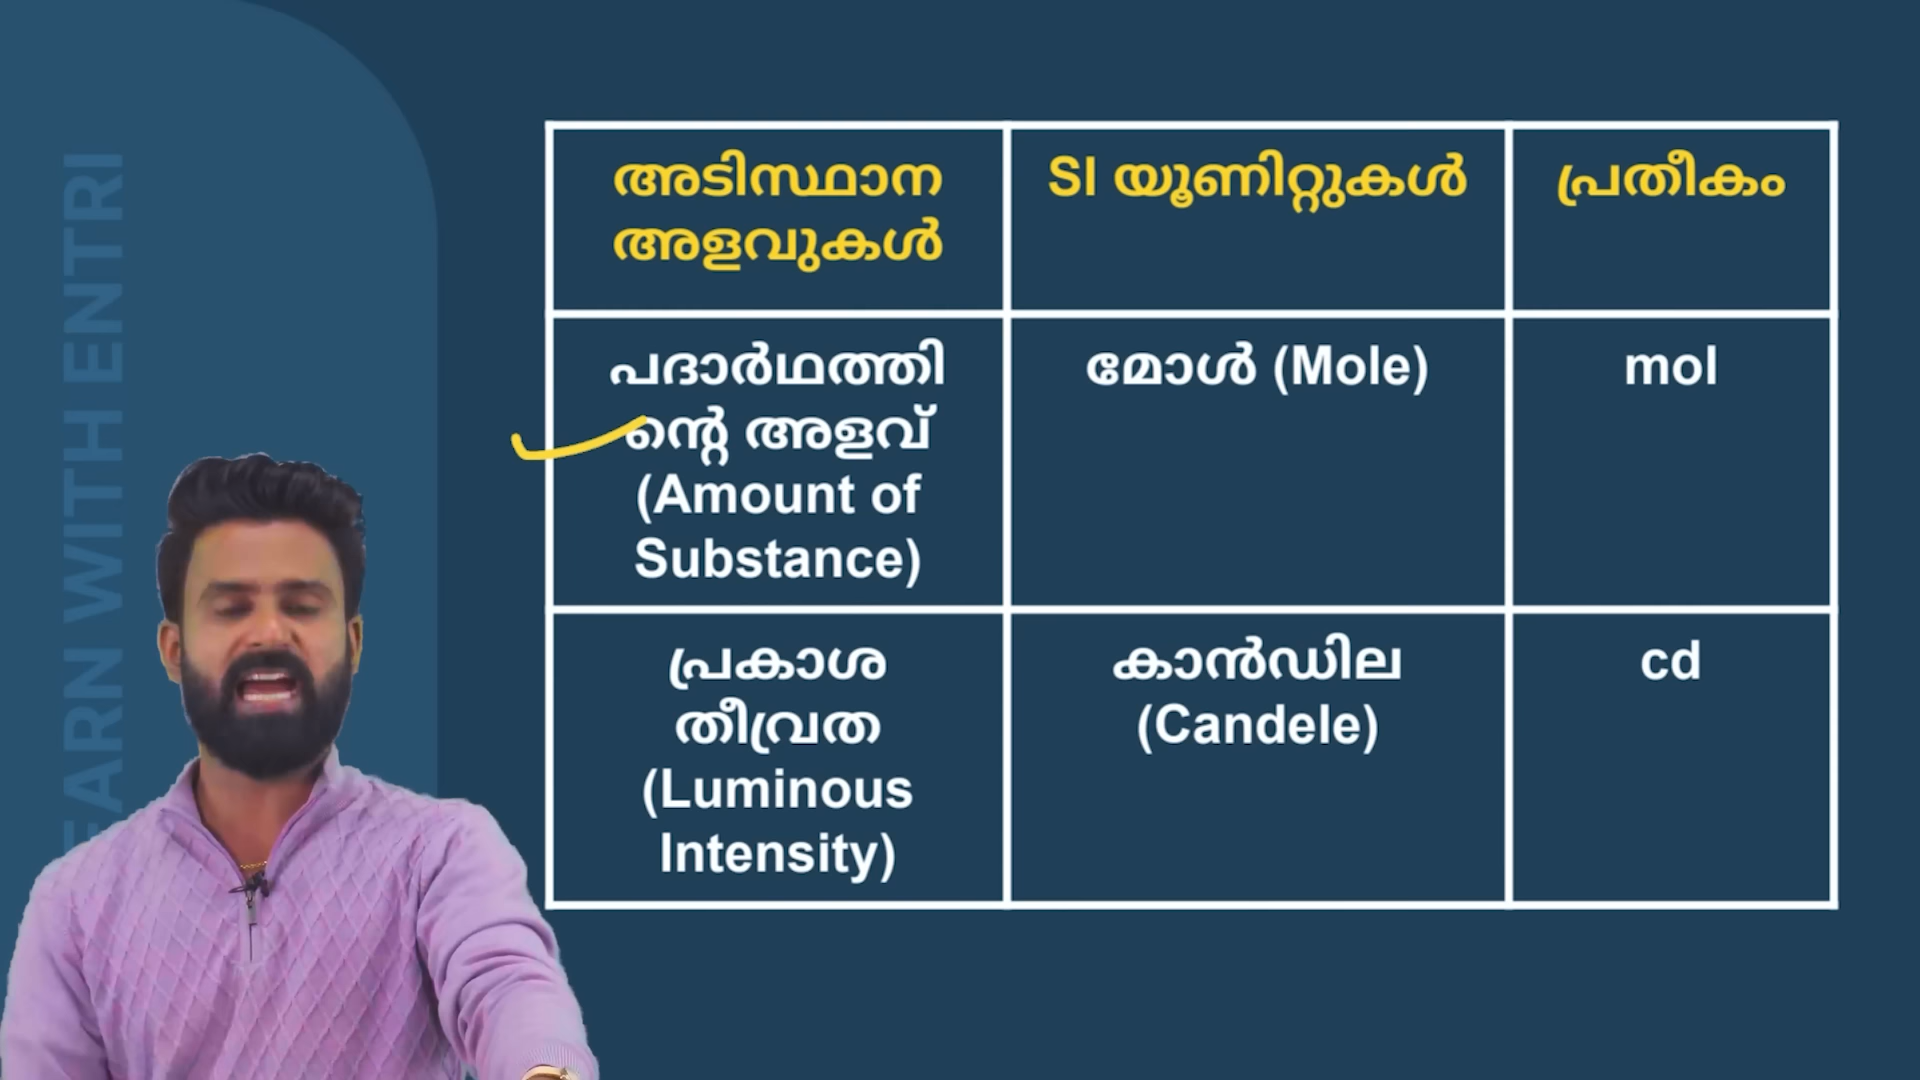 LEARN WITH ENTRI
അടിസ്ഥാന
അളവുകൾ
SI യൂണിറ്റുകൾ
പ്രതീകം
പദാർഥത്തി
ന്റെ അളവ്
(Amount of
Substance)
മോൾ (Mole)
mol
പ്രകാശ
തീവ്രത
(Luminous
Intensity)
കാൻഡില
(Candele)
cd